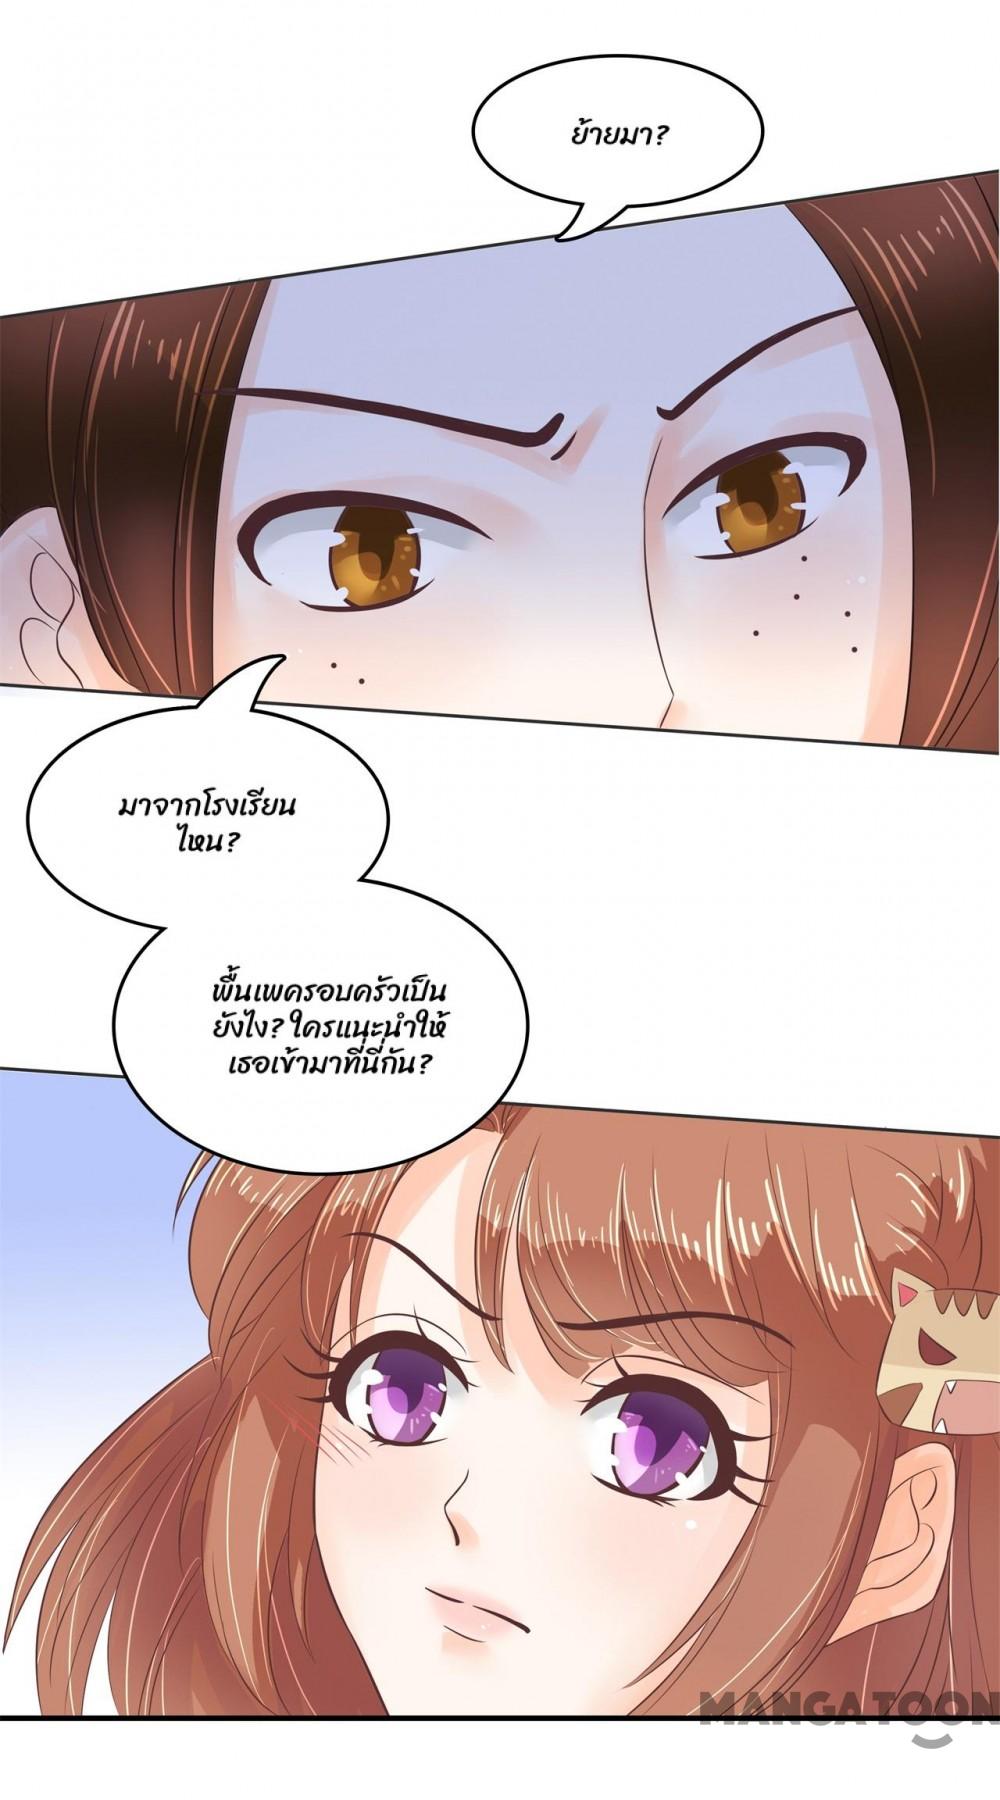 ย้ายมา?
มาจากโรงเรียน
ไหน?
พื้นเพครอบครัวเป็น
ยังไง? ใครแนะนำให้
เธอเข้ามาที่นี่กัน?
MANGATOON